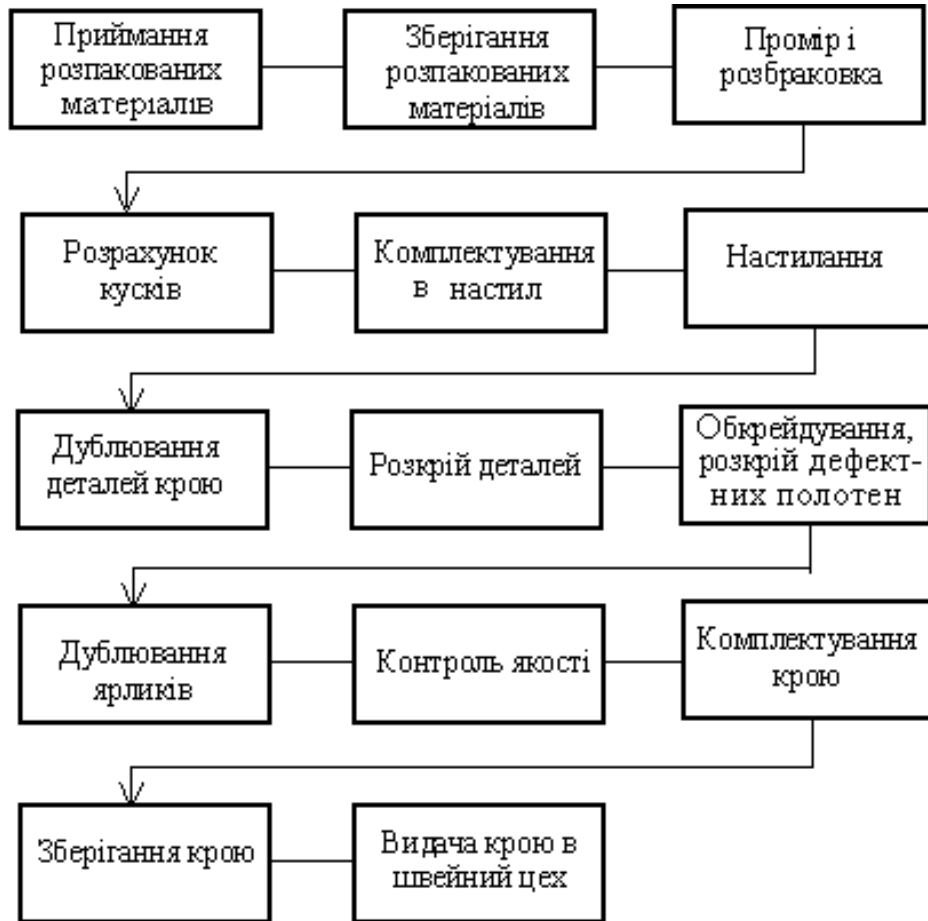 Приймання
розпакованих
матеріалів
Зберігання
розпакованих
матеріалів
Промір і
розбраковка
Розрахунок
кусків
Комплектування
в настил
Настилання
Дублювання
деталей крою
Розкрій деталей
Обкрейдування,
розкрій дефект-
них полотен
Дублювання
ярликів
Контроль якості
Комплектування
крою
Зберігання крою
Видача крою в
швейний цех